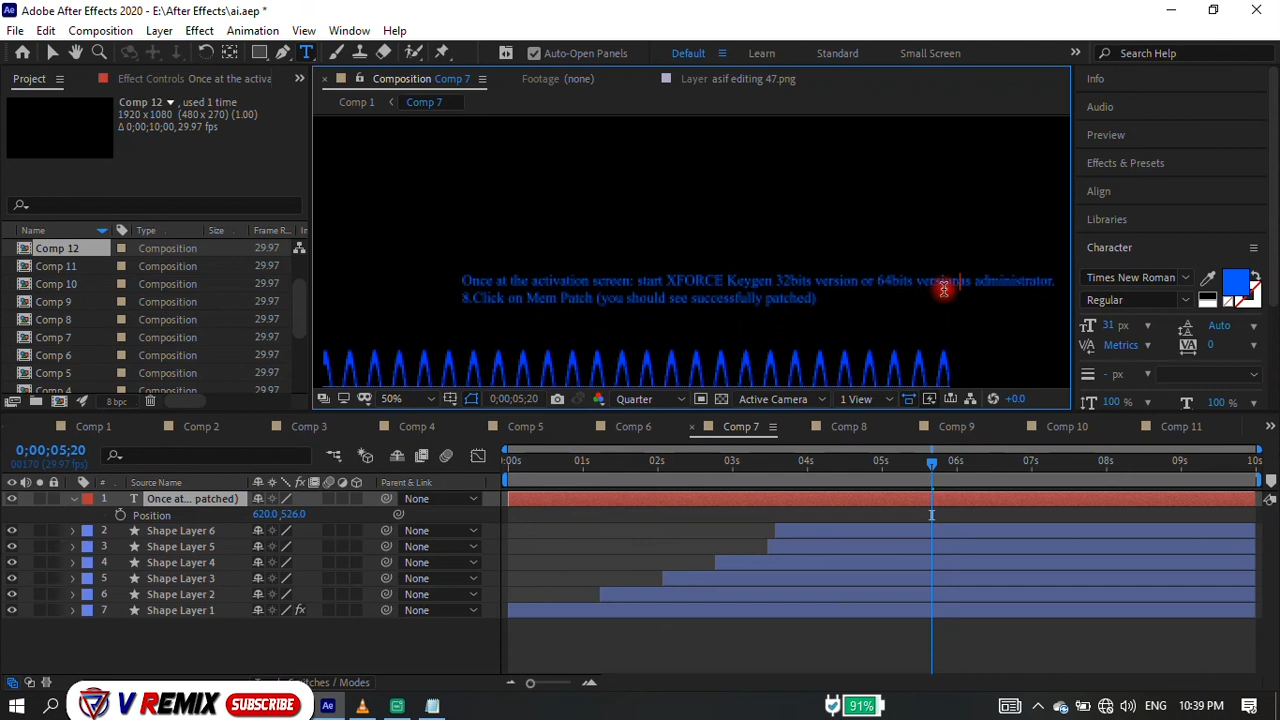 Adobe After Effects 2020 - E:\After Effects\ai.aep *
File Edit Composition Layer Effect Animation View Window Help
Auto-Open Panels Default Learn Standard Small Screen Search Help
Project Effect Controls Once at the activa
Composition Comp 7 Footage (none) Layer asif editing 47.png
Comp 1 Comp 7
Comp 12 , used 1 time
1920 x 1080 (480 x 270) (1.00)
Δ 0;00;10;00, 29.97 fps
Name Type Size Frame R... In
Comp 12 Composition 29.97
Comp 11 Composition 29.97
Comp 10 Composition 29.97
Comp 9 Composition 29.97
Comp 8 Composition 29.97
Comp 7 Composition 29.97
Comp 6 Composition 29.97
Comp 5 Composition 29.97
Comp 4 Composition 29.97
8 bpc
Once at the activation screen: start XFORCE Keygen 32bits version or 64bits version as administrator.
8.Click on Mem Patch (you should see successfully patched)
50% 0;00;05;20 Quarter Active Camera 1 View +0.0
Info
Audio
Preview
Effects & Presets
Align
Libraries
Character
Times New Roman
Regular
31 px Auto
Metrics 0
- px
100 % 100 %
Comp 1 Comp 2 Comp 3 Comp 4 Comp 5 Comp 6 Comp 7 Comp 8 Comp 9 Comp 10 Comp 11
0;00;05;20
00170 (29.97 fps)
:00s 01s 02s 03s 04s 05s 06s 07s 08s 09s 10s
# Source Name Parent & Link
1 T Once at... patched) None
Position 620.0,526.0
2 Shape Layer 6 None
3 Shape Layer 5 None
4 Shape Layer 4 None
5 Shape Layer 3 None
6 Shape Layer 2 None
7 Shape Layer 1 fx None
Switches / Modes
V REMIX SUBSCRIBE
Ae 91% ENG 10:39 PM